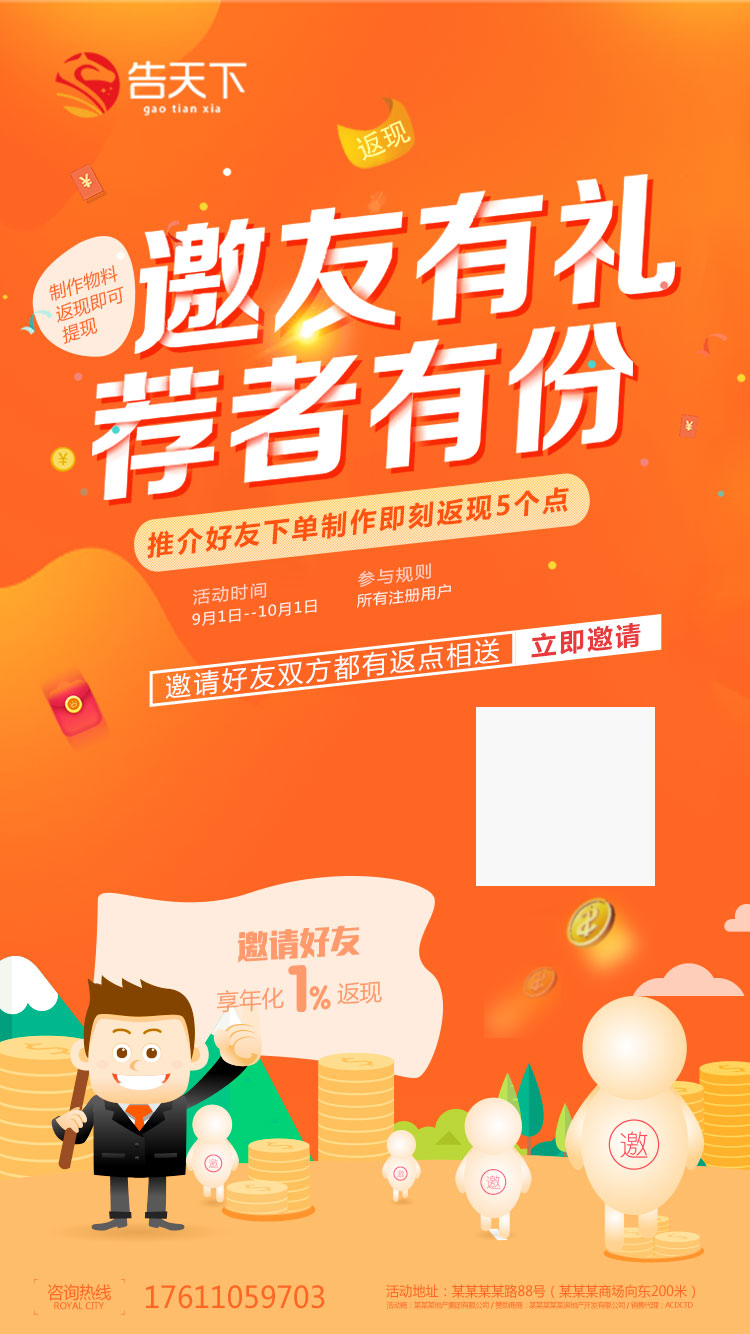 告天下
gao tian xia
返现
制作物料
返现即可
提现
邀友有礼
荐者有份
推介好友下单制作即刻返现5个点
活动时间
9月1日--10月1日
参与规则
所有注册用户
邀请好友双方都有返点相送 立即邀请
邀请好友
享年化1%返现
邀
邀
邀
邀
咨询热线
ROYAL CITY
17611059703
活动地址：某某某某路88号（某某某商场向东200米）